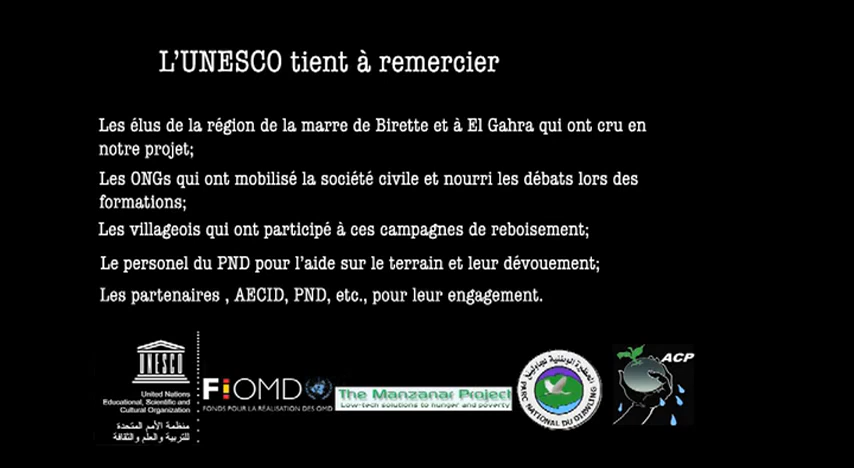 L'UNESCO tient à remercier
Les élus de la région de la marre de Birette et à El Gahra qui ont cru en
notre projet;
Les ONGs qui ont mobilisé la société civile et nourri les débats lors des
formations;
Les villageois qui ont participé à ces campagnes de reboisement;
Le personel du PND pour l'aide sur le terrain et leur dévouement;
Les partenaires , AECID, PND, etc., pour leur engagement.
UNESCO
United Nations
Educational, Scientific and
Cultural Organization
منظمة الأمم المتحدة
للتربية والعلم والثقافة
FIOMD
FONDS POUR LA RÉALISATION DES OMD
The Manzanar Project
Low-tech solutions to hunger and poverty
PARC NATIONAL DU DIAWLING
ACP